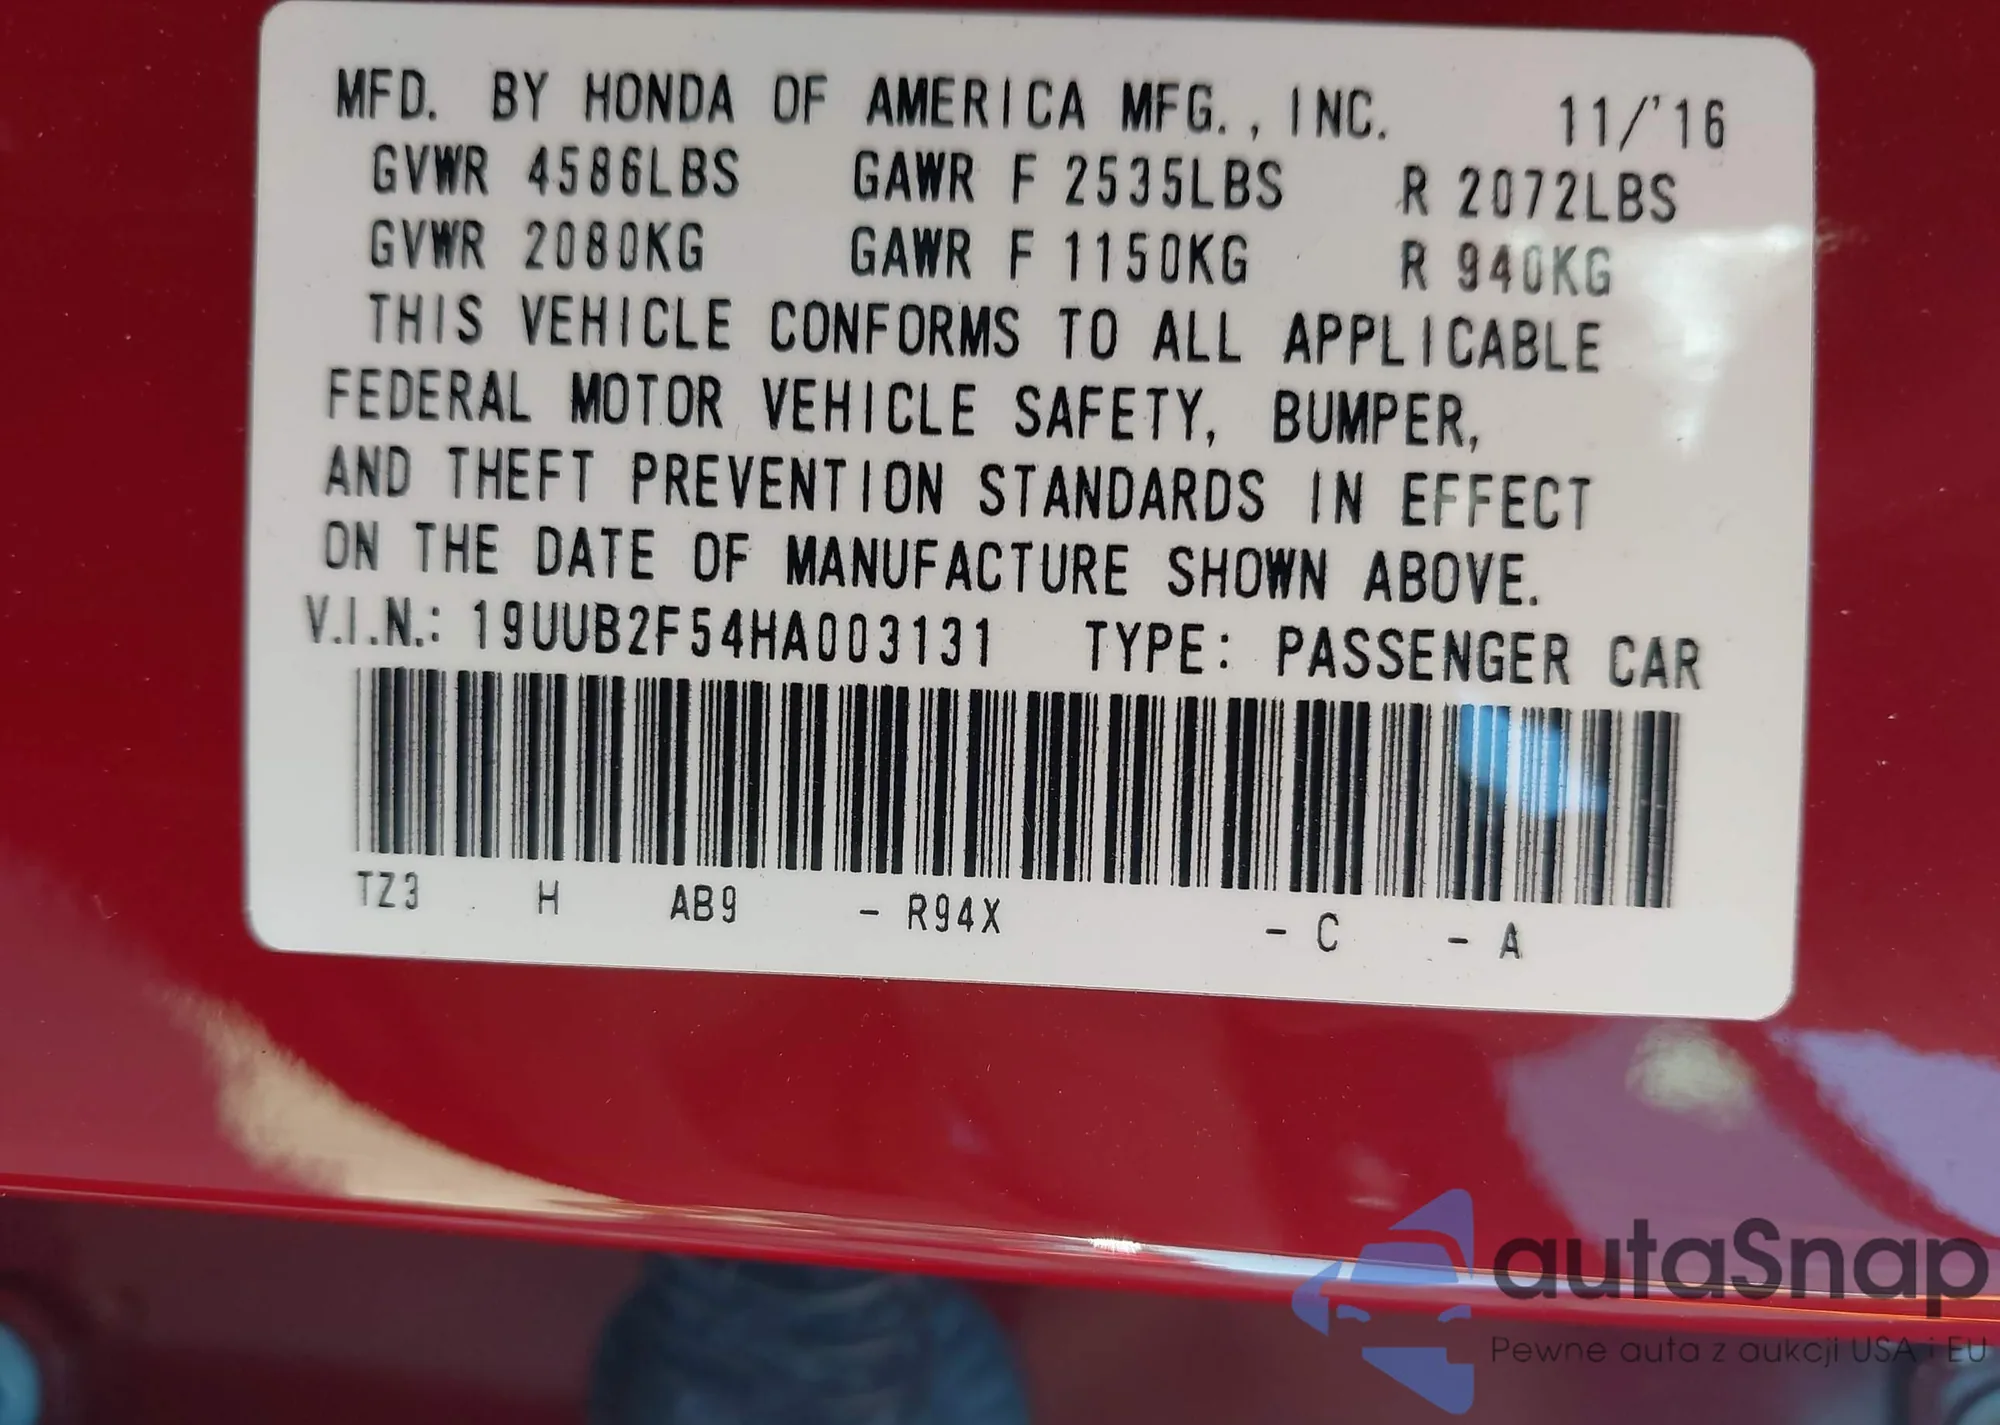 MFD. BY HONDA OF AMERICA MFG., INC. 11/'16
GVWR 4586LBS GAWR F 2535LBS R 2072LBS
GVWR 2080KG GAWR F 1150KG R 940KG
THIS VEHICLE CONFORMS TO ALL APPLICABLE
FEDERAL MOTOR VEHICLE SAFETY, BUMPER,
AND THEFT PREVENTION STANDARDS IN EFFECT
ON THE DATE OF MANUFACTURE SHOWN ABOVE.
V.I.N.: 19UUB2F54HA003131 TYPE: PASSENGER CAR
TZ3 H AB9 - R94X - C - A
autaSnap
Pewne auta z aukcji USA i EU